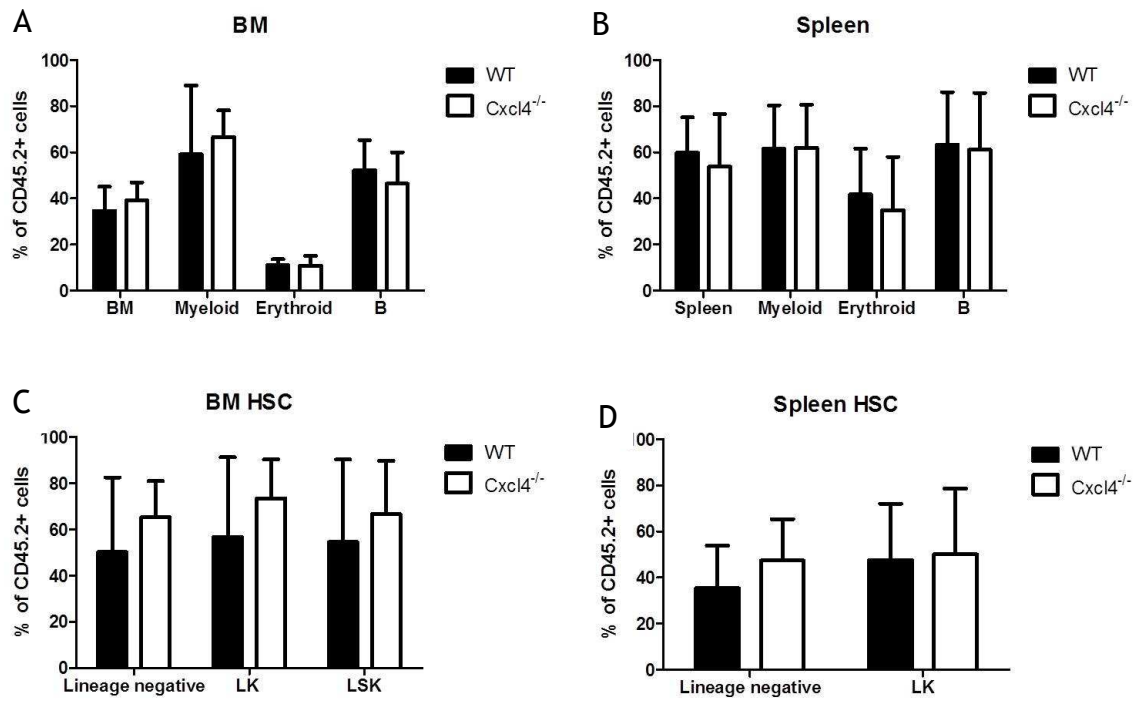 A
BM
% of CD45.2+ cells
100
80
60
40
20
0
BM Myeloid Erythroid B
WT
Cxcl4-/-
B
Spleen
% of CD45.2+ cells
100
80
60
40
20
0
Spleen Myeloid Erythroid B
WT
Cxcl4-/-
C
BM HSC
% of CD45.2+ cells
100
80
60
40
20
0
Lineage negative LK LSK
WT
Cxcl4-/-
D
Spleen HSC
% of CD45.2+ cells
100
80
60
40
20
0
Lineage negative LK
WT
Cxcl4-/-